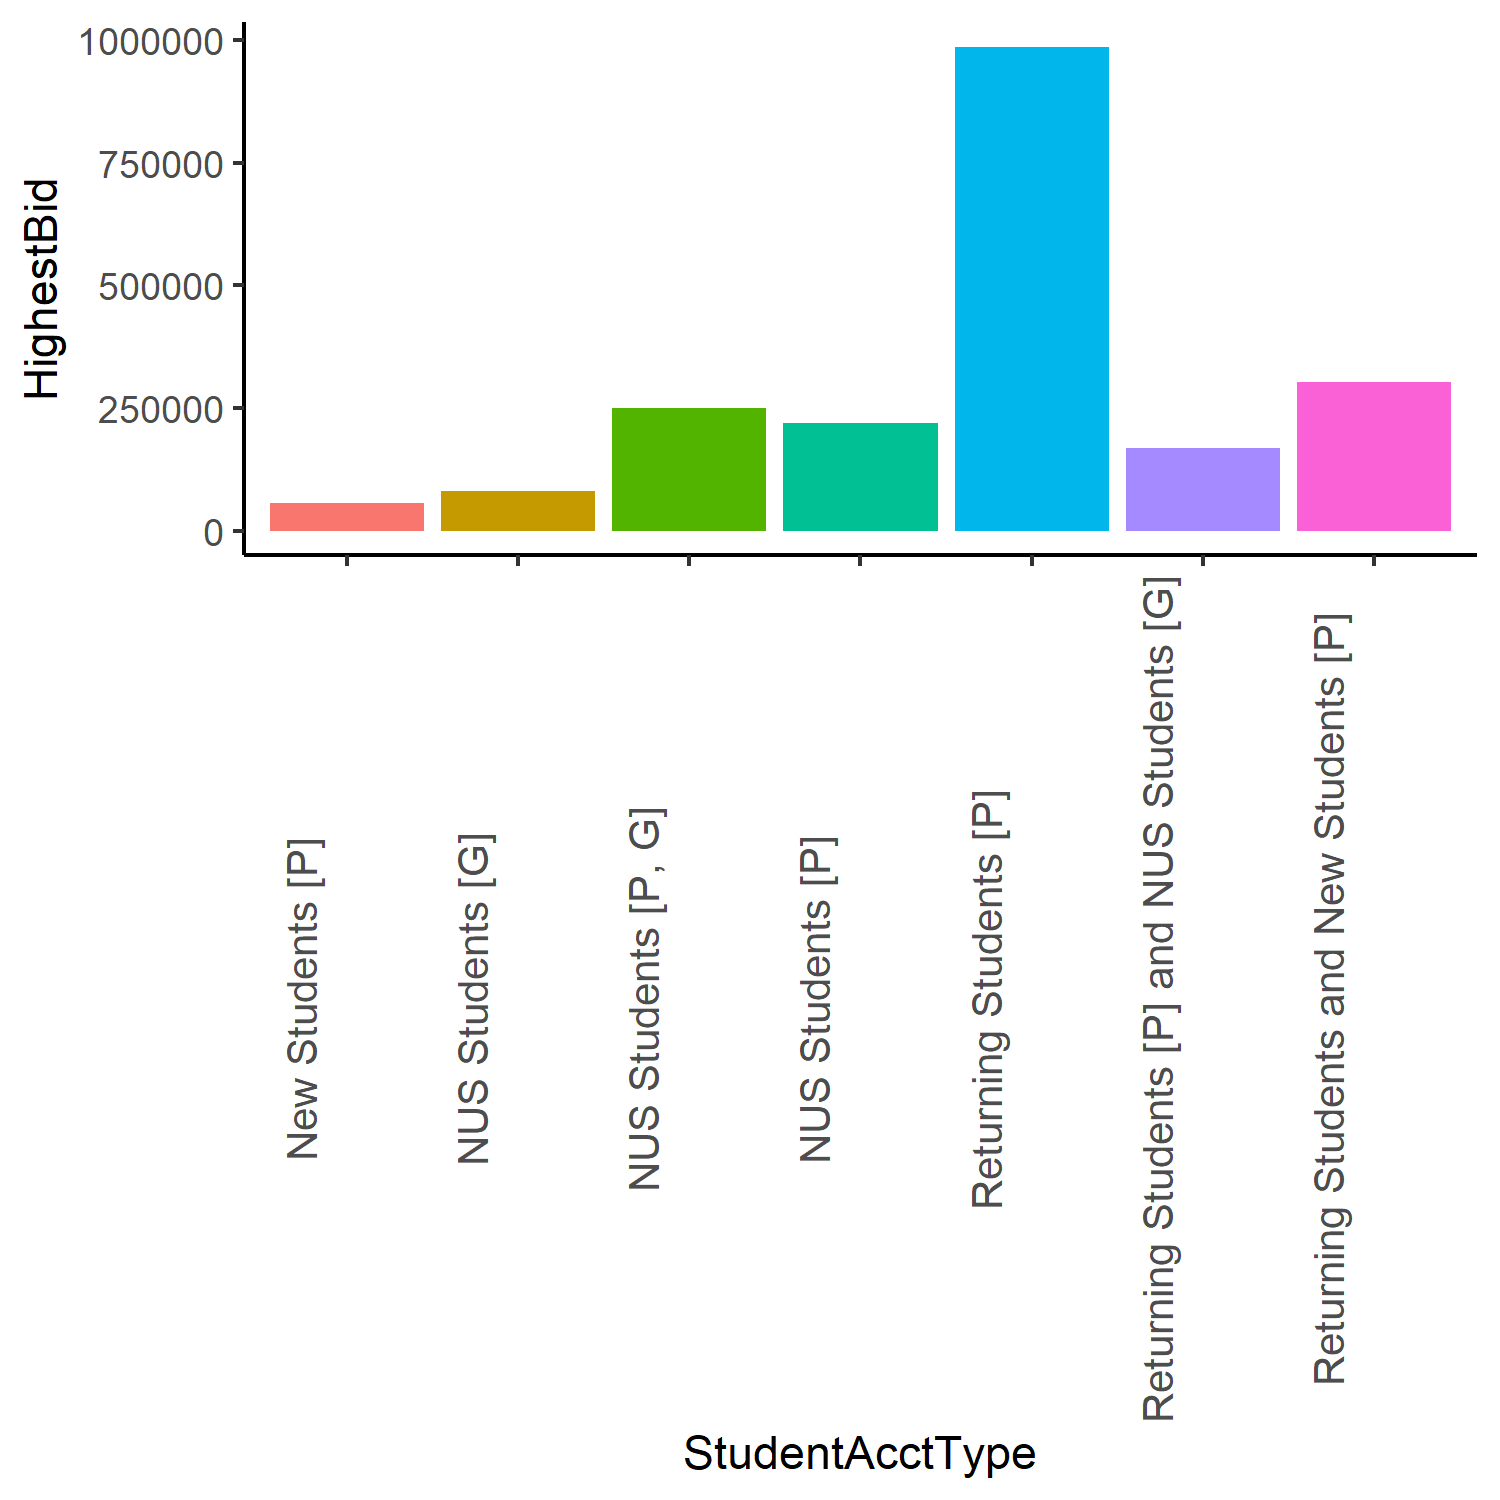 HighestBid
1000000
750000
500000
250000
0
New Students [P]
NUS Students [G]
NUS Students [P, G]
NUS Students [P]
Returning Students [P]
Returning Students [P] and NUS Students [G]
Returning Students and New Students [P]
StudentAcctType